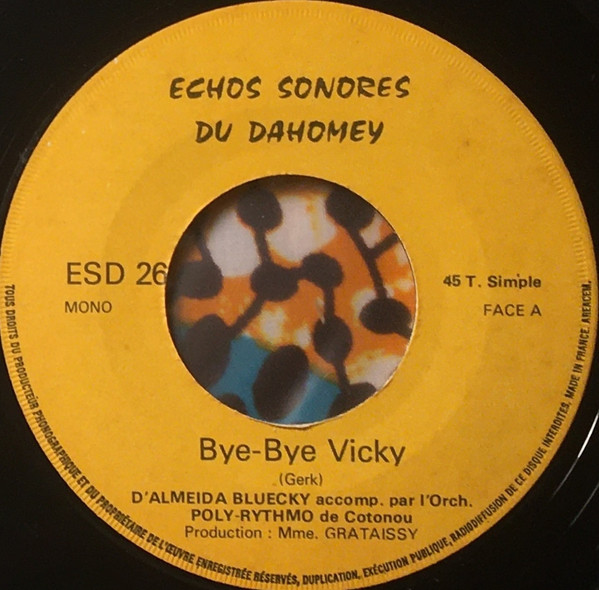 ECHOS SONORES
DU DAHOMEY
ESD 26
MONO
45 T. Simple
FACE A
Bye-Bye Vicky
(Gerk)
D'ALMEIDA BLUECKY accomp. par l'Orch.
POLY-RYTHMO de Cotonou
Production : Mme. GRATAISSY
TOUS DROITS DU PRODUCTEUR PHONOGRAPHIQUE ET DU PROPRIÉTAIRE DE L'ŒUVRE ENREGISTRÉE RÉSERVÉS, DUPLICATION, EXÉCUTION PUBLIQUE, RADIODIFFUSION DE CE DISQUE INTERDITES. MADE IN FRANCE. AREACEM.